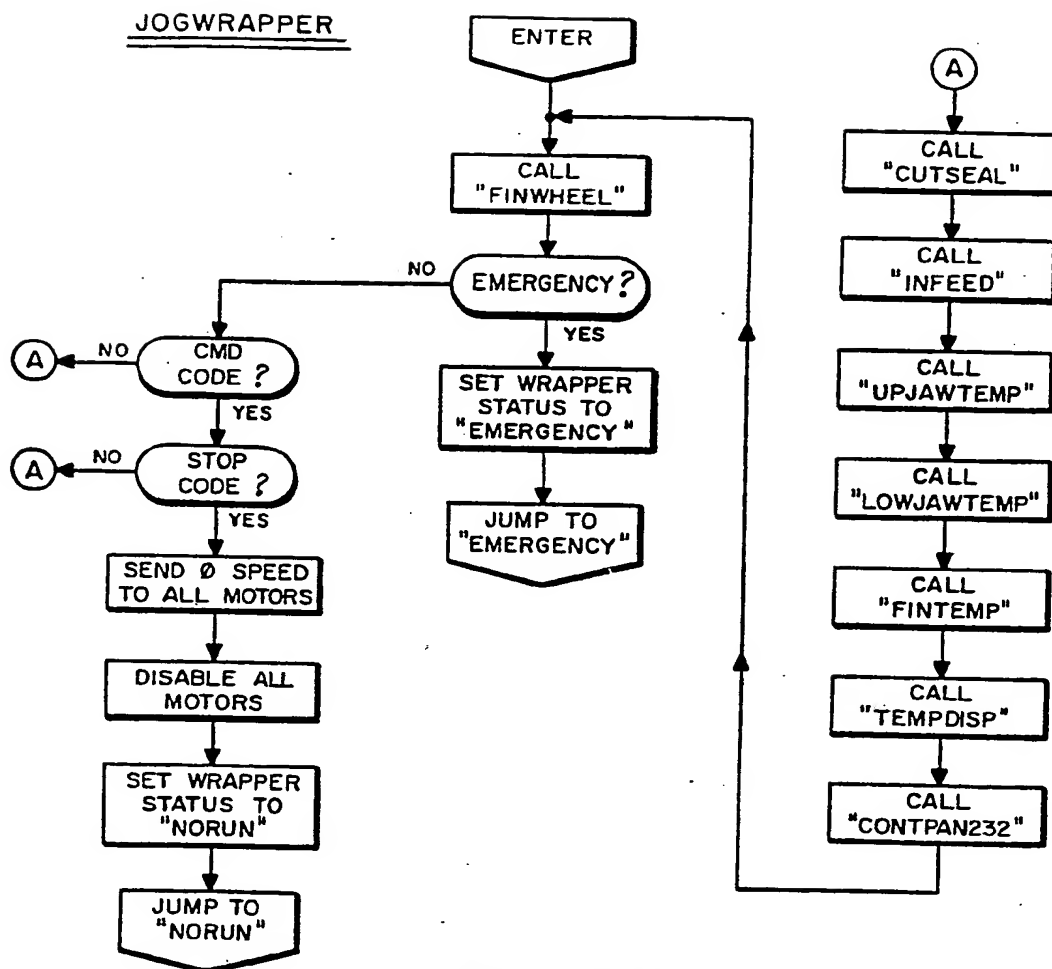 JOGWRAPPER
ENTER
CALL
"FINWHEEL"
EMERGENCY?
NO
YES
SET WRAPPER
STATUS TO
"EMERGENCY"
JUMP TO
"EMERGENCY"
CMD
CODE ?
NO
A
YES
STOP
CODE ?
NO
A
YES
SEND Ø SPEED
TO ALL MOTORS
DISABLE ALL
MOTORS
SET WRAPPER
STATUS TO
"NORUN"
JUMP TO
"NORUN"
A
CALL
"CUTSEAL"
CALL
"INFEED"
CALL
"UPJAWTEMP"
CALL
"LOWJAWTEMP"
CALL
"FINTEMP"
CALL
"TEMPDISP"
CALL
"CONTPAN232"